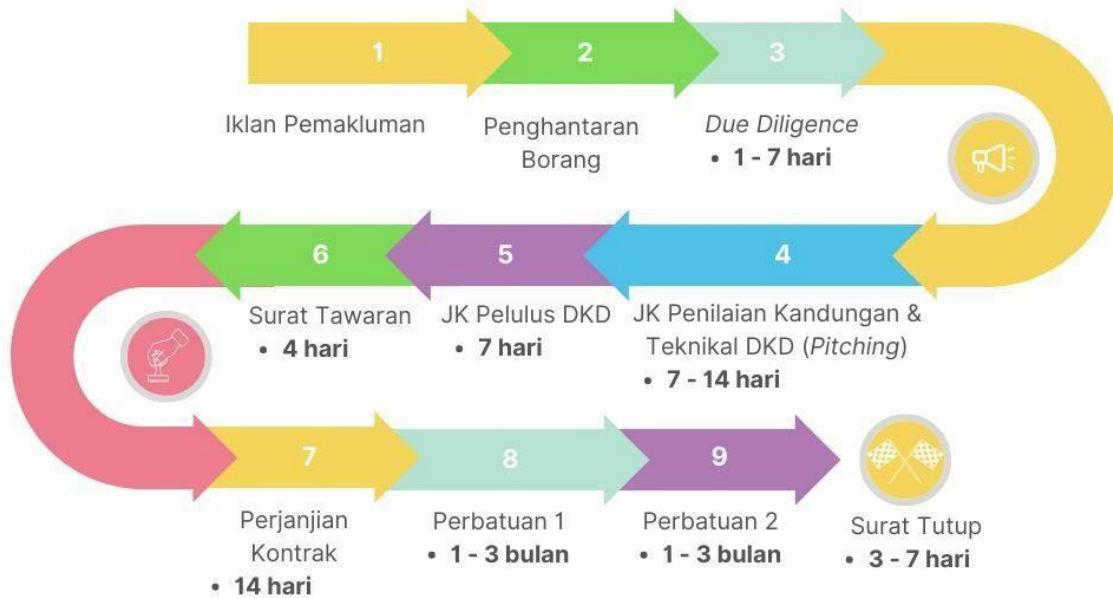 1
2
3
Iklan Pemakluman
Penghantaran
Borang
Due Diligence
• 1 - 7 hari
6
5
4
Surat Tawaran
• 4 hari
JK Pelulus DKD
• 7 hari
JK Penilaian Kandungan &
Teknikal DKD (Pitching)
• 7 - 14 hari
7
8
9
Perjanjian
Kontrak
• 14 hari
Perbatuan 1
• 1 - 3 bulan
Perbatuan 2
• 1 - 3 bulan
Surat Tutup
• 3 - 7 hari